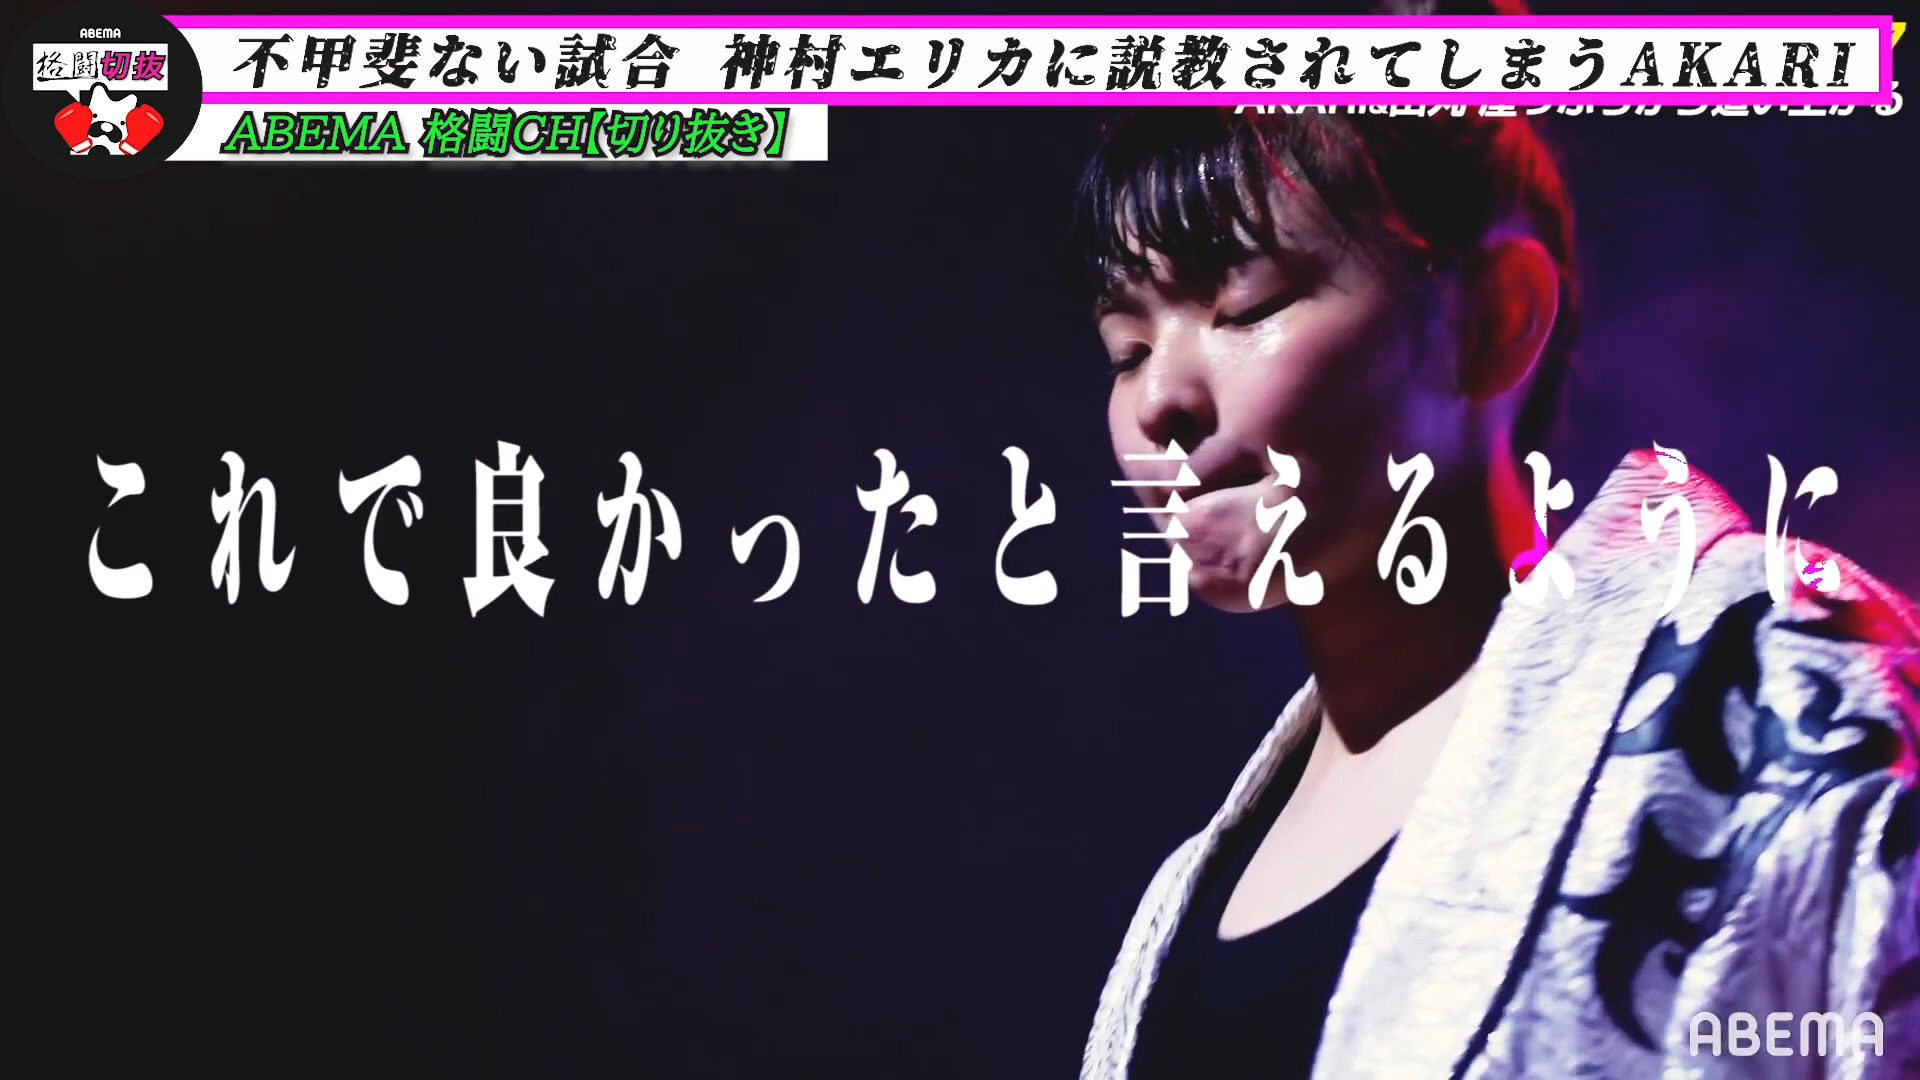 ABEMA
格闘切抜
不甲斐ない試合 神村エリカに説教されてしまうAKARI
ABEMA 格闘CH【切り抜き】
これで良かったと言えるように
ABEMA